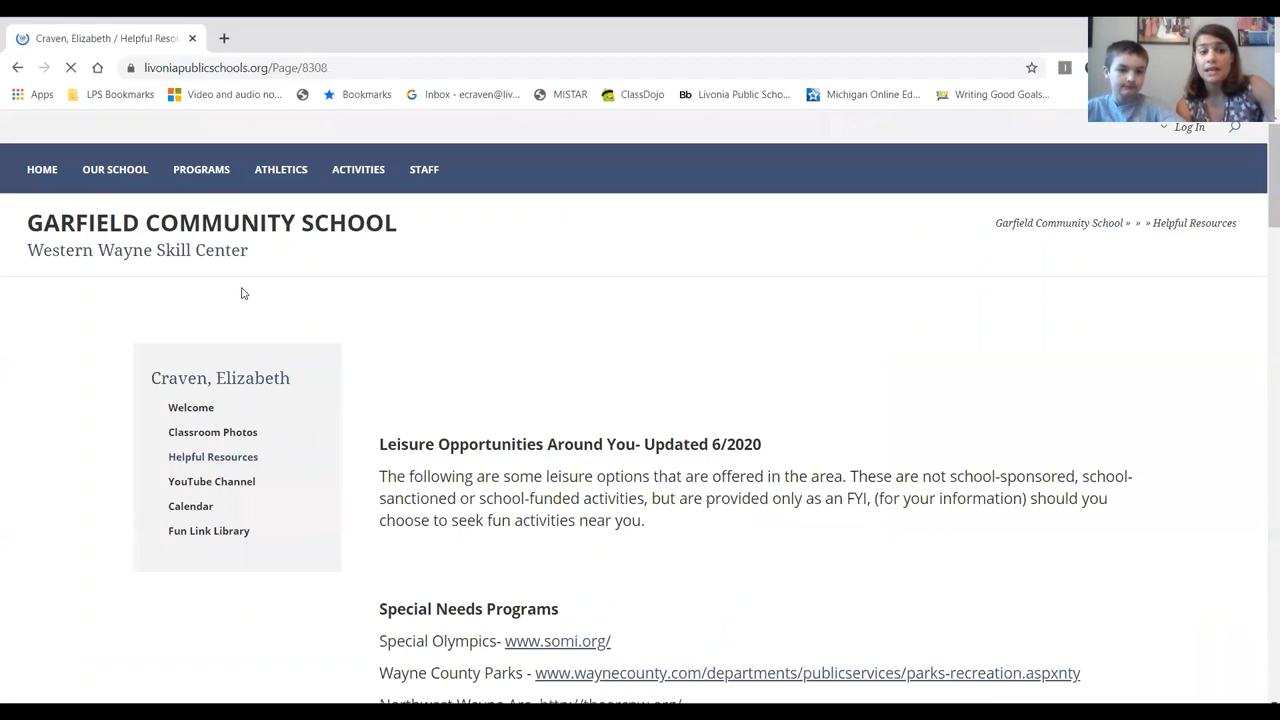 Craven, Elizabeth / Helpful Reso
livoniapublicschools.org/Page/8308
Apps LPS Bookmarks Video and audio no... Bookmarks Inbox - ecraven@liv... MISTAR ClassDojo Bb Livonia Public Scho... Michigan Online Ed... Writing Good Goals...
Log In
HOME OUR SCHOOL PROGRAMS ATHLETICS ACTIVITIES STAFF
GARFIELD COMMUNITY SCHOOL
Western Wayne Skill Center
Garfield Community School » » » Helpful Resources
Craven, Elizabeth
Welcome
Classroom Photos
Helpful Resources
YouTube Channel
Calendar
Fun Link Library
Leisure Opportunities Around You- Updated 6/2020
The following are some leisure options that are offered in the area. These are not school-sponsored, school-
sanctioned or school-funded activities, but are provided only as an FYI, (for your information) should you
choose to seek fun activities near you.
Special Needs Programs
Special Olympics- www.somi.org/
Wayne County Parks - www.waynecounty.com/departments/publicservices/parks-recreation.aspxnty